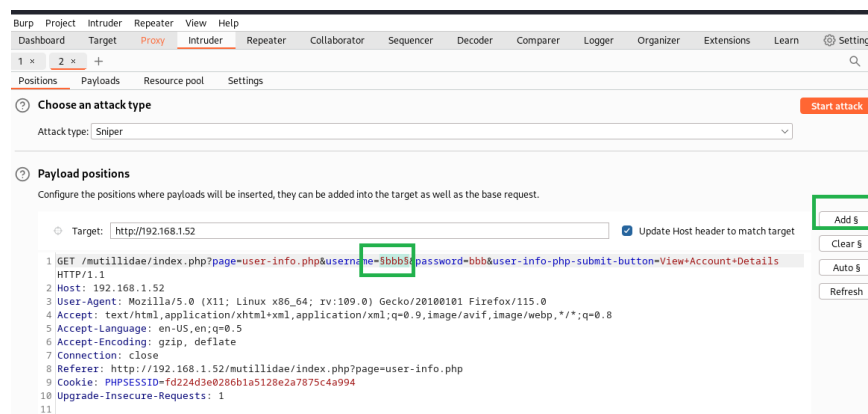 Burp Project Intruder Repeater View Help
Dashboard Target Proxy Intruder Repeater Collaborator Sequencer Decoder Comparer Logger Organizer Extensions Learn Setting
1 × 2 × +
Positions Payloads Resource pool Settings
? Choose an attack type Start attack
Attack type: Sniper
? Payload positions
Configure the positions where payloads will be inserted, they can be added into the target as well as the base request.
Add §
Target: http://192.168.1.52 Update Host header to match target
Clear §
1 GET /mutillidae/index.php?page=user-info.php&username=§bbb§&password=bbb&user-info-php-submit-button=View+Account+Details
HTTP/1.1
Auto §
2 Host: 192.168.1.52
3 User-Agent: Mozilla/5.0 (X11; Linux x86_64; rv:109.0) Gecko/20100101 Firefox/115.0
Refresh
4 Accept: text/html,application/xhtml+xml,application/xml;q=0.9,image/avif,image/webp,*/*;q=0.8
5 Accept-Language: en-US,en;q=0.5
6 Accept-Encoding: gzip, deflate
7 Connection: close
8 Referer: http://192.168.1.52/mutillidae/index.php?page=user-info.php
9 Cookie: PHPSESSID=fd224d3e0286b1a5128e2a7875c4a994
10 Upgrade-Insecure-Requests: 1
11